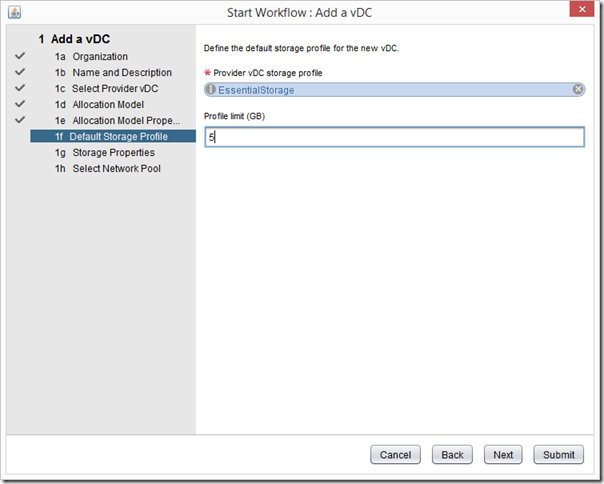 Start Workflow : Add a vDC
1 Add a vDC
1a Organization
1b Name and Description
1c Select Provider vDC
1d Allocation Model
1e Allocation Model Prope...
1f Default Storage Profile
1g Storage Properties
1h Select Network Pool
Define the default storage profile for the new vDC.
* Provider vDC storage profile
EssentialStorage
Profile limit (GB)
5
Cancel Back Next Submit